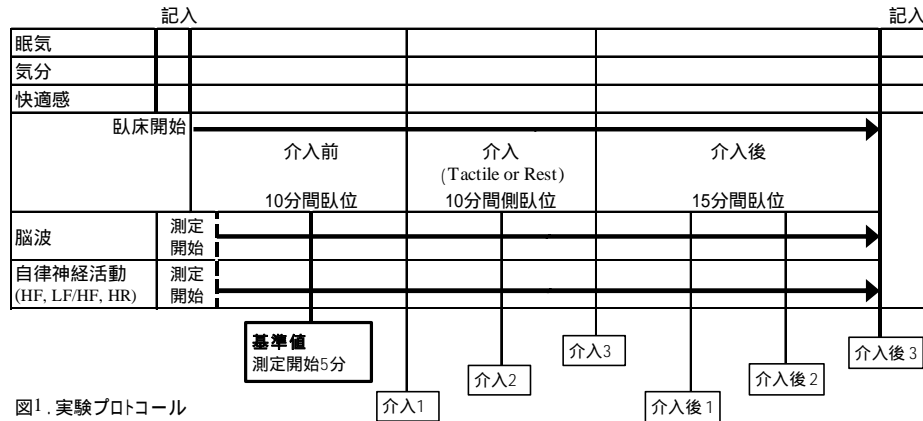 記入 記入
眠気
気分
快適感
臥床開始
介入前 介入 介入後
(Tactile or Rest)
10分間臥位 10分間側臥位 15分間臥位
脳波 測定
開始
自律神経活動 測定
(HF, LF/HF, HR) 開始
基準値
測定開始5分
介入1
介入2
介入3
介入後1
介入後2
介入後3
図1.実験プロトコール